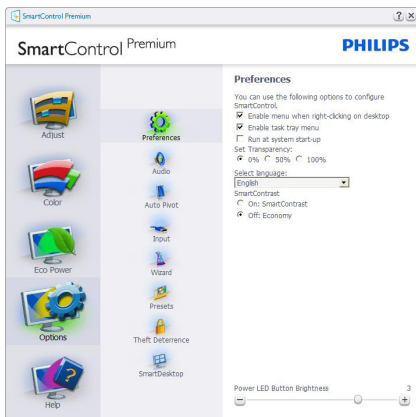 SmartControl Premium
SmartControl Premium
PHILIPS
Adjust
Color
Eco Power
Options
Help
Preferences
Audio
Auto Pivot
Input
Wizard
Presets
Theft Deterrence
SmartDesktop
Preferences
You can use the following options to configure
SmartControl.
Enable menu when right-clicking on desktop
Enable task tray menu
Run at system start-up
Set Transparency:
0% 50% 100%
Select language:
English
SmartContrast
On: SmartContrast
Off: Economy
Power LED Button Brightness 3